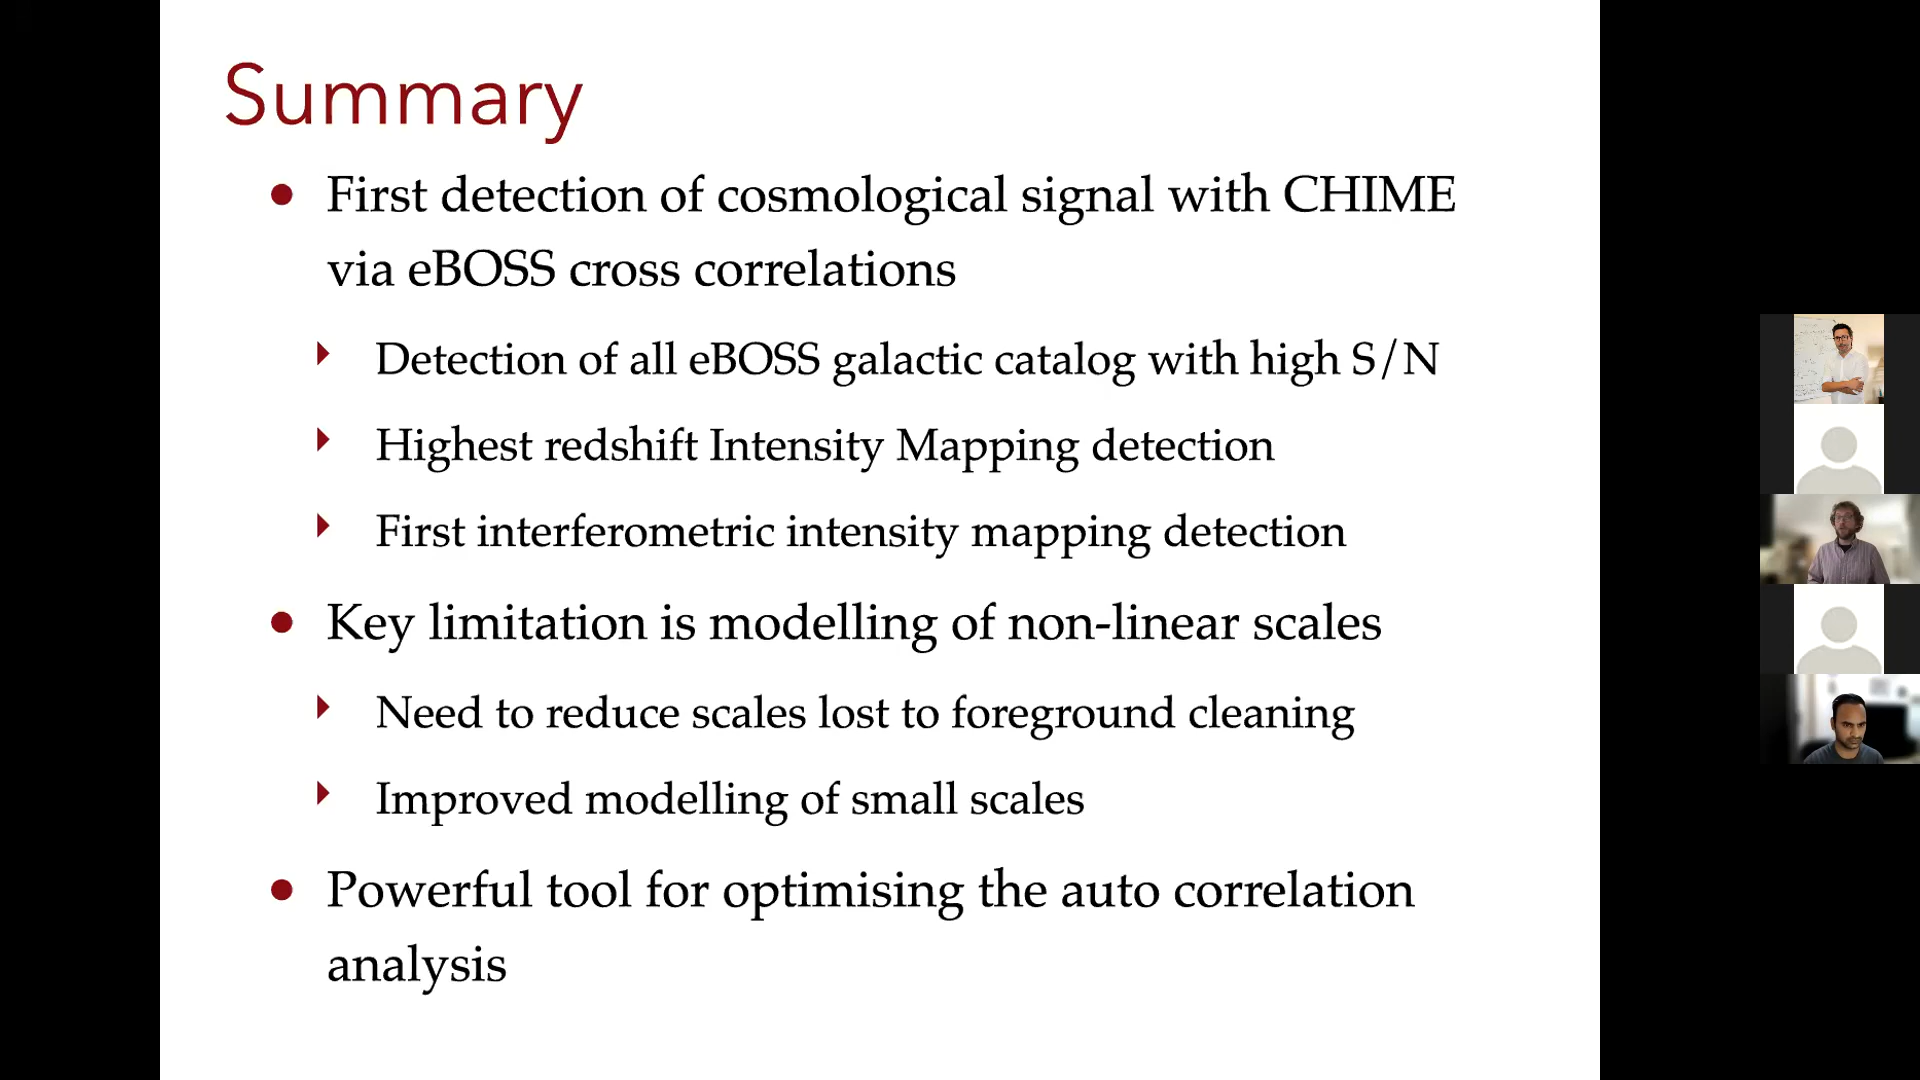 Summary
First detection of cosmological signal with CHIME
via eBOSS cross correlations
Detection of all eBOSS galactic catalog with high S/N
Highest redshift Intensity Mapping detection
First interferometric intensity mapping detection
Key limitation is modelling of non-linear scales
Need to reduce scales lost to foreground cleaning
Improved modelling of small scales
Powerful tool for optimising the auto correlation
analysis